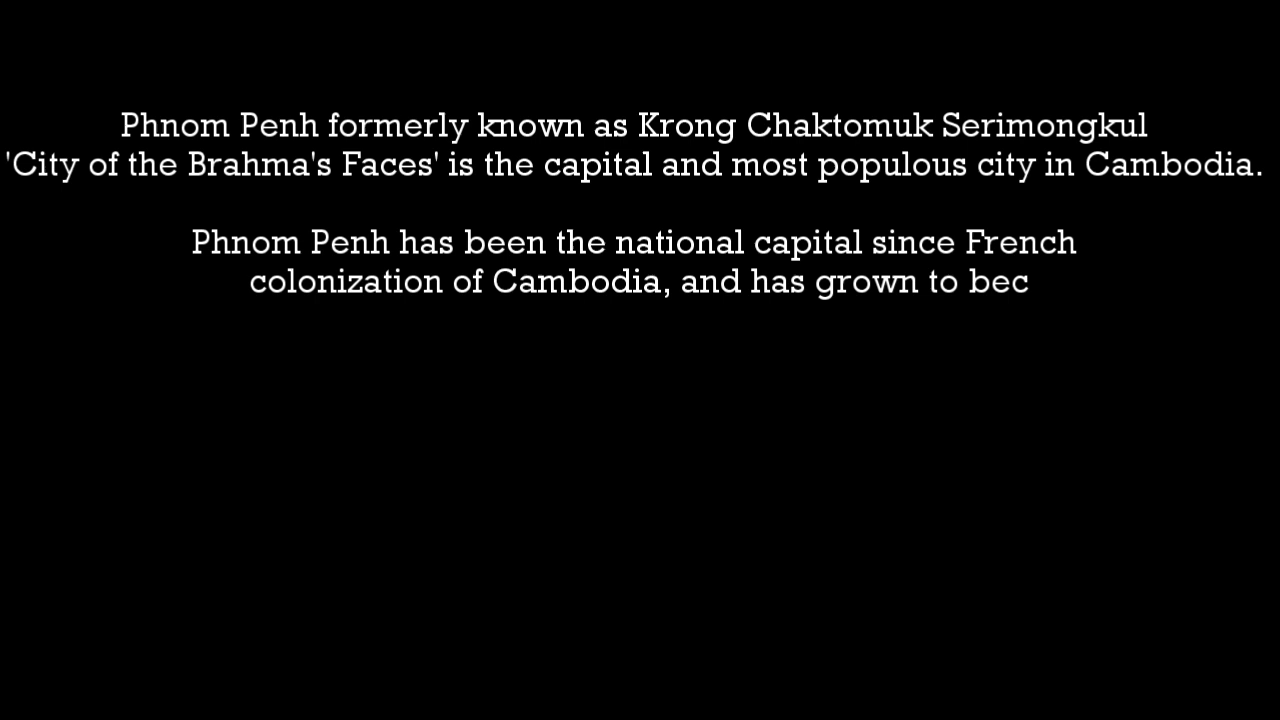 Phnom Penh formerly known as Krong Chaktomuk Serimongkul
'City of the Brahma's Faces' is the capital and most populous city in Cambodia.
Phnom Penh has been the national capital since French
colonization of Cambodia, and has grown to bec